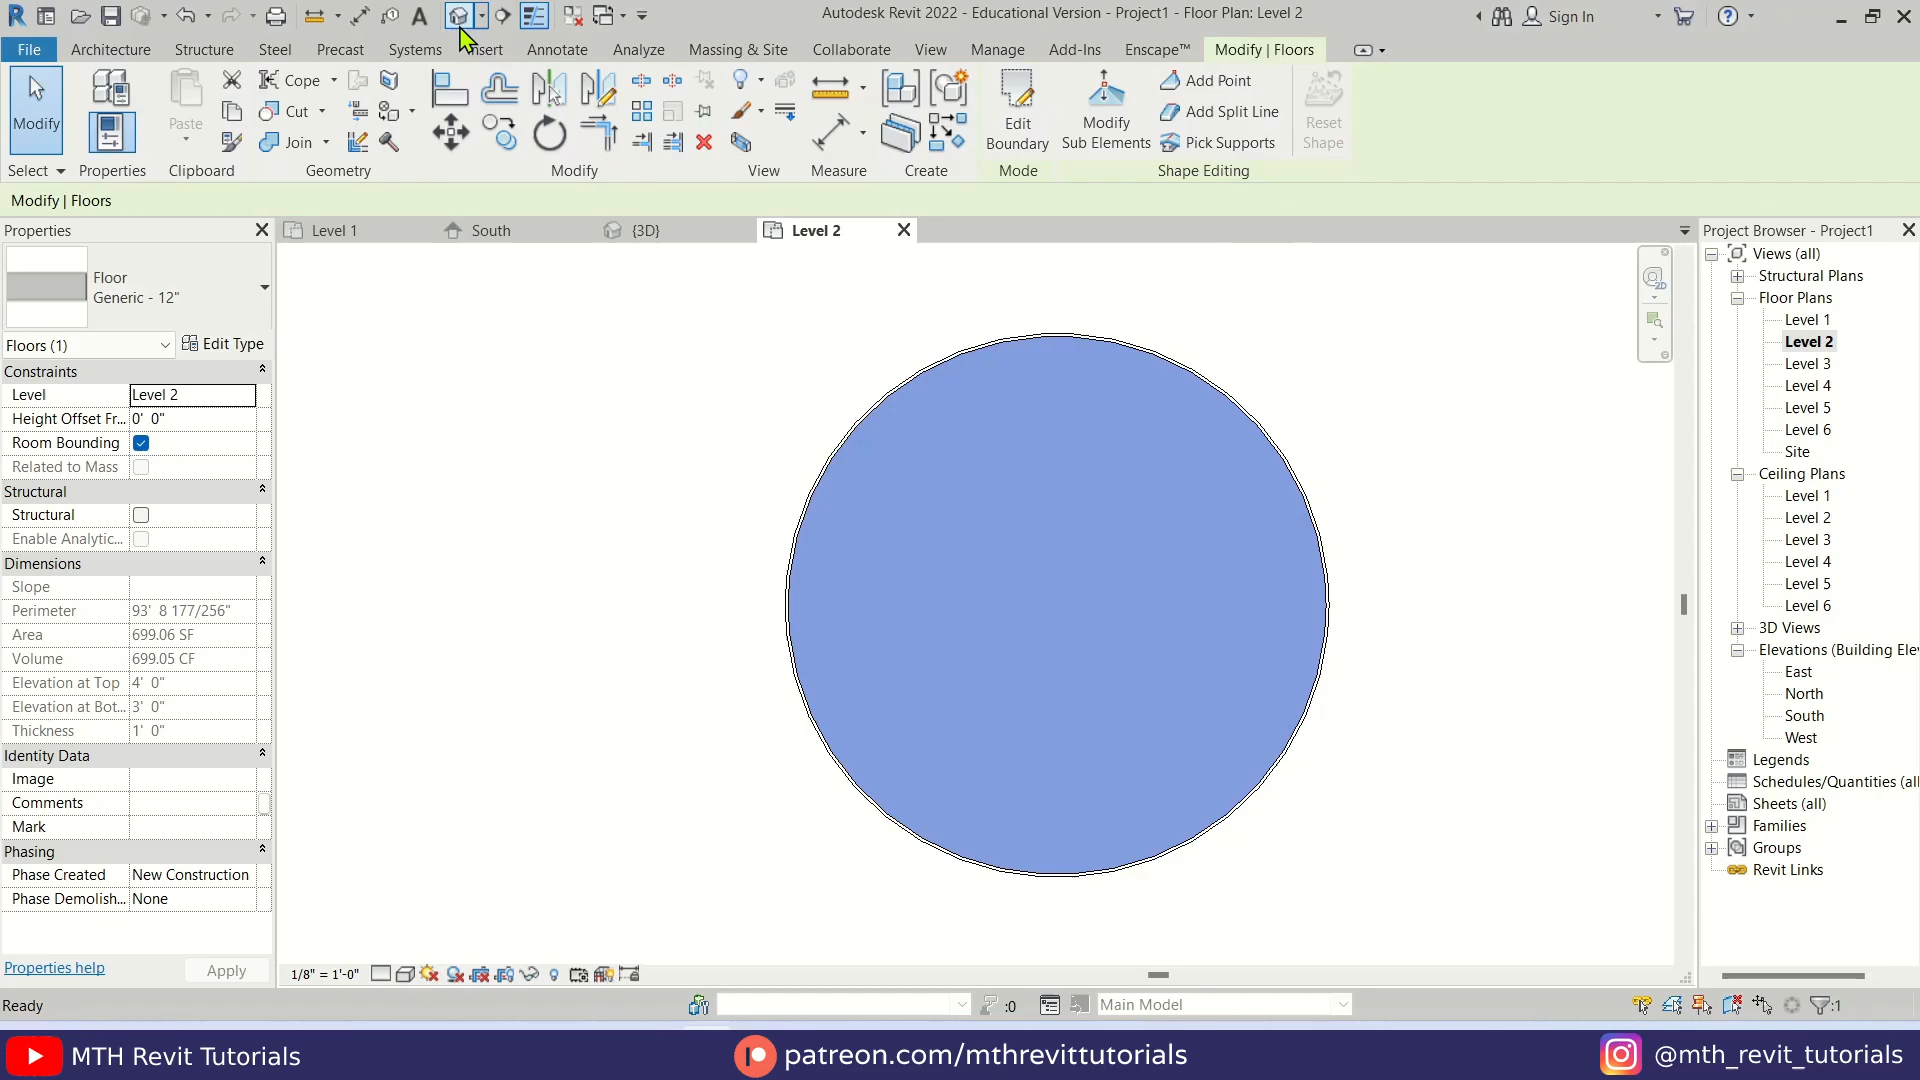 Autodesk Revit 2022 - Educational Version - Project1 - Floor Plan: Level 2
Sign In
File Architecture Structure Steel Precast Systems Insert Annotate Analyze Massing & Site Collaborate View Manage Add-Ins Enscape™ Modify | Floors
Modify
Paste
Cope
Cut
Join
Edit Boundary
Modify Sub Elements
Add Point
Add Split Line
Pick Supports
Reset Shape
Select Properties Clipboard Geometry Modify View Measure Create Mode Shape Editing
Modify | Floors
Properties
Level 1
South
{3D}
Level 2
Project Browser - Project1
Floor
Generic - 12"
Floors (1)
Edit Type
Constraints
Level Level 2
Height Offset Fr... 0' 0"
Room Bounding
Related to Mass
Structural
Structural
Enable Analytic...
Dimensions
Slope
Perimeter 93' 8 177/256"
Area 699.06 SF
Volume 699.05 CF
Elevation at Top 4' 0"
Elevation at Bot... 3' 0"
Thickness 1' 0"
Identity Data
Image
Comments
Mark
Phasing
Phase Created New Construction
Phase Demolish... None
Properties help
Apply
2D
Views (all)
Structural Plans
Floor Plans
Level 1
Level 2
Level 3
Level 4
Level 5
Level 6
Site
Ceiling Plans
Level 1
Level 2
Level 3
Level 4
Level 5
Level 6
3D Views
Elevations (Building Ele
East
North
South
West
Legends
Schedules/Quantities (al
Sheets (all)
Families
Groups
Revit Links
1/8" = 1'-0"
Ready
:0
Main Model
:1
MTH Revit Tutorials
patreon.com/mthrevittutorials
@mth_revit_tutorials